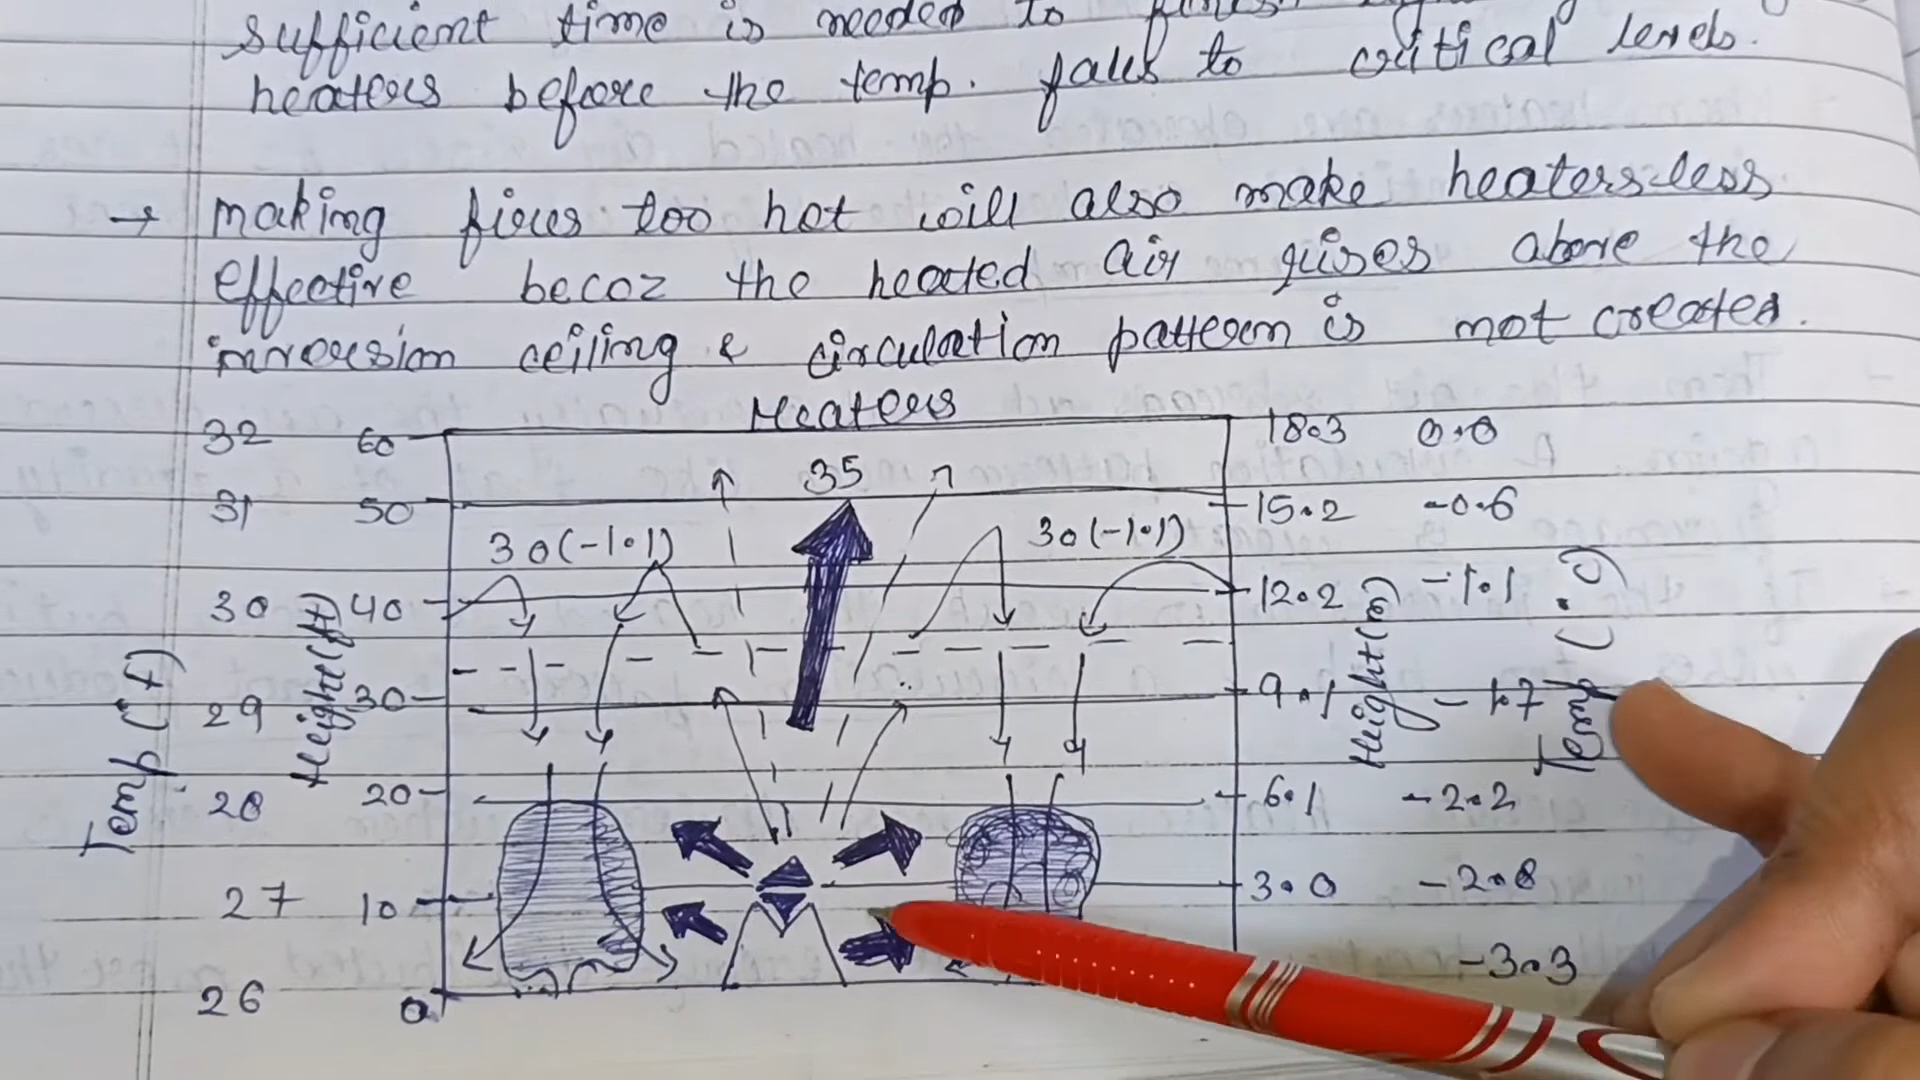 sufficient time is needed to
heaters before the temp. falls to critical levels.
→ Making fires too hot will also make heaters less
effective becoz the heated air rises above the
inversion ceiling & circulation pattern is not created.
Heaters
32 60 18.3 0.0
35
31 50 15.2 -0.6
30(-1.1) 30(-1.1)
30 40 12.2 -1.1
29 30 9.1 -1.7
28 20 6.1 -2.2
27 10 3.0 -2.8
26 0 -3.3
Temp(°f)
Height(ft)
Height(m)
Temp(°C)